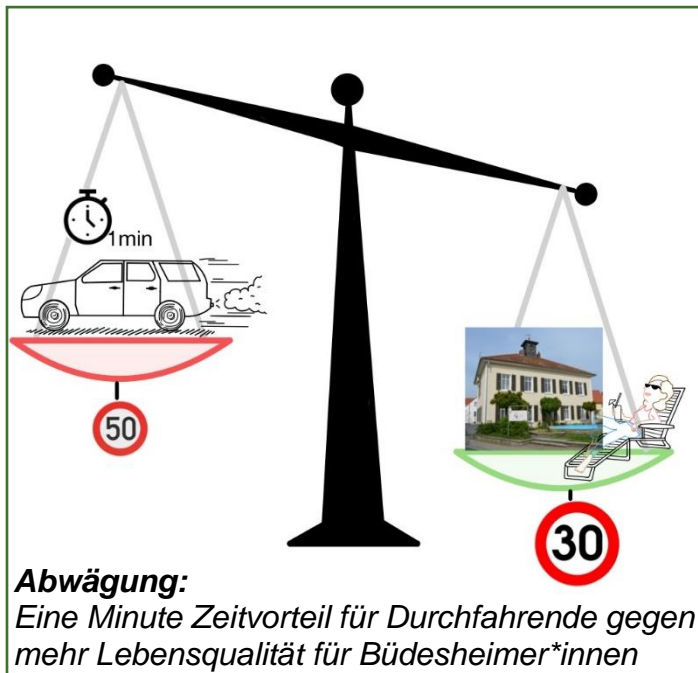 1min
50
30
Abwägung:
Eine Minute Zeitvorteil für Durchfahrende gegen
mehr Lebensqualität für Büdesheimer*innen